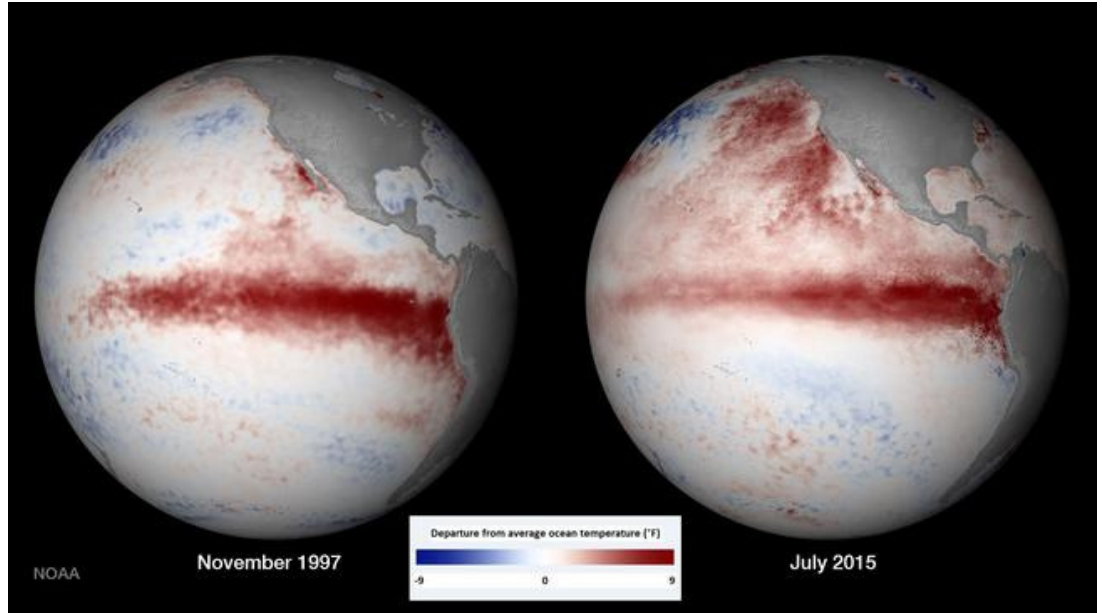 Departure from average ocean temperature (°F)
-9 0 9
November 1997
July 2015
NOAA